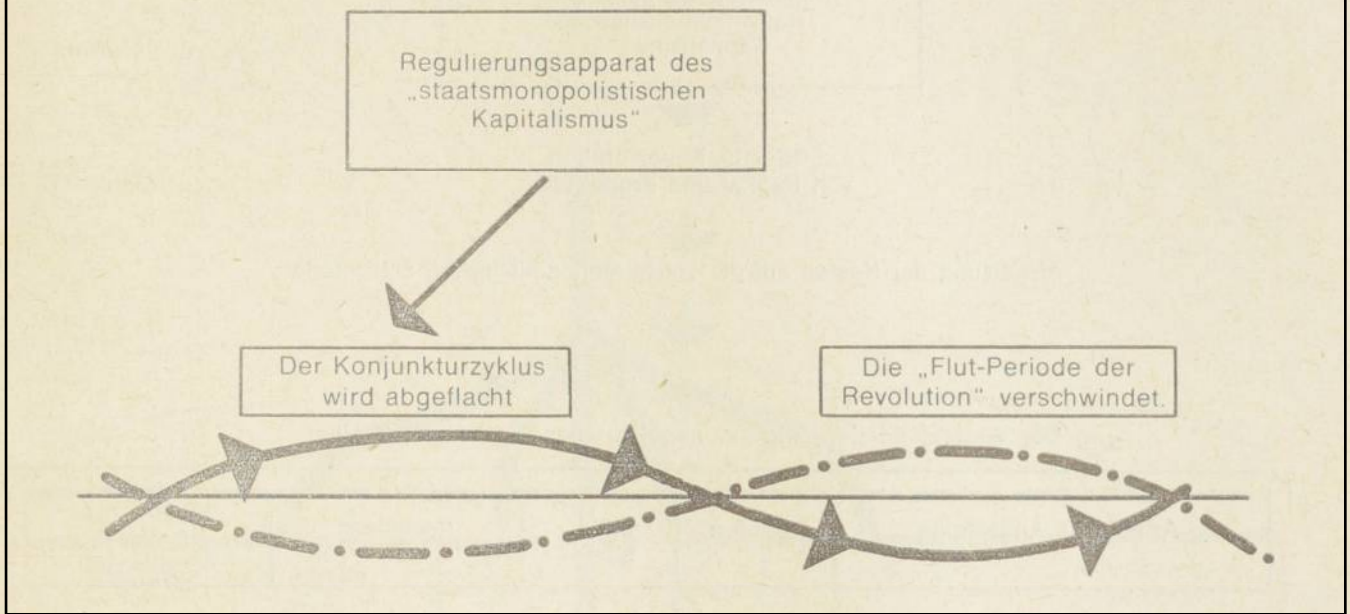 Regulierungsapparat des
„staatsmonopolistischen
Kapitalismus“
Der Konjunkturzyklus
wird abgeflacht
Die „Flut-Periode der
Revolution“ verschwindet.